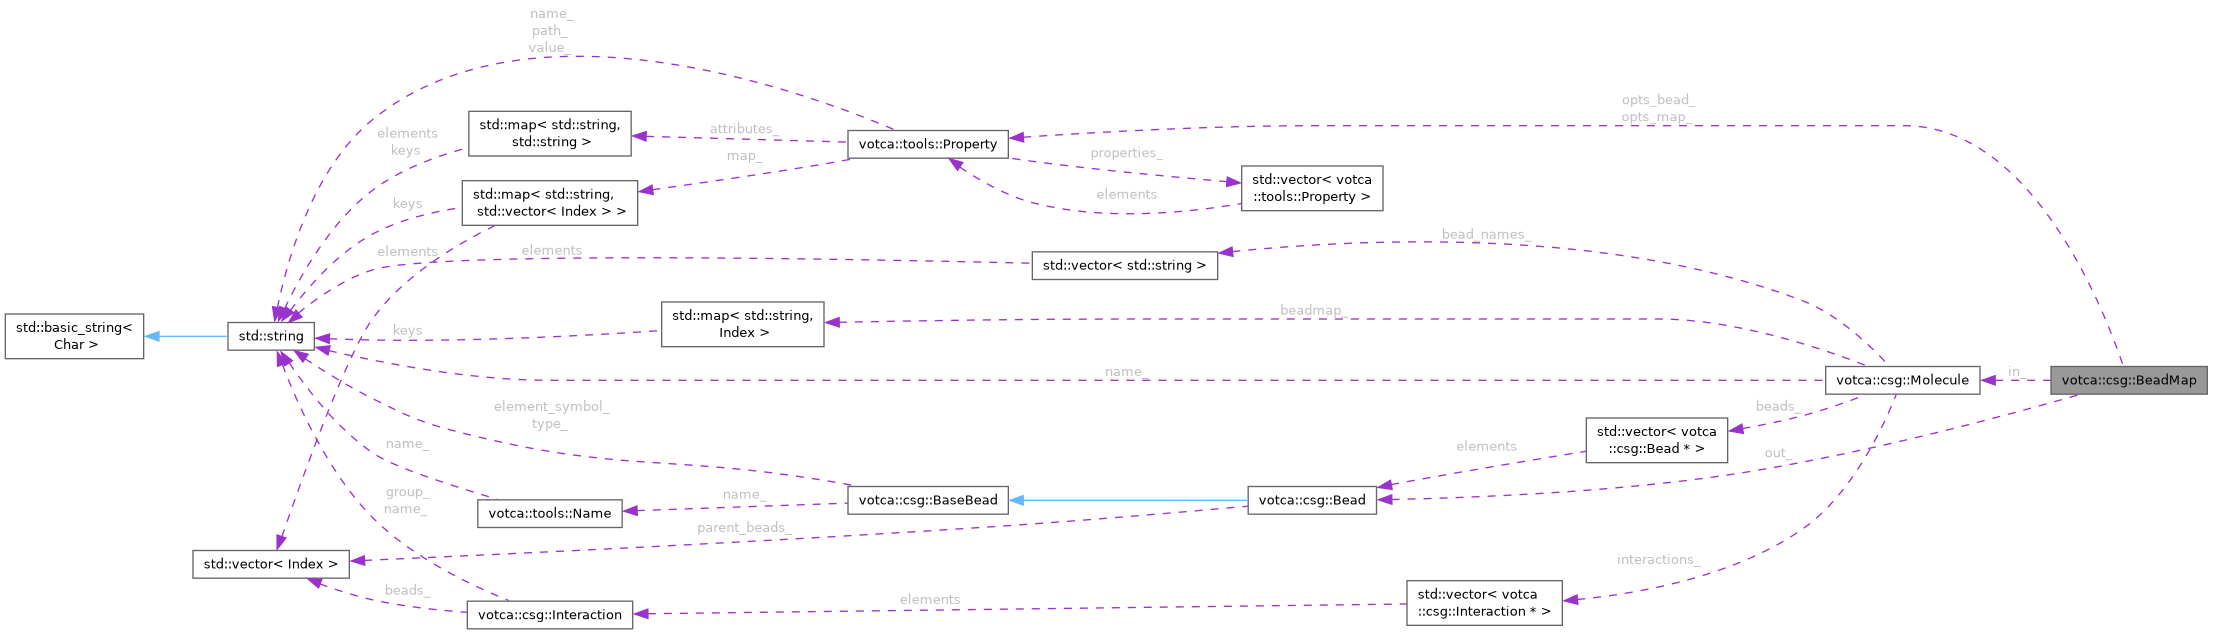 name_
path_
value_
opts_bead_
opts_map_
std::map< std::string,
std::string >
elements
keys
attributes_
votca::tools::Property
map_
properties_
std::vector< votca
::tools::Property >
elements
std::map< std::string,
std::vector< Index > >
keys
elements
elements
bead_names_
std::vector< std::string >
std::basic_string<
Char >
std::string
keys
std::map< std::string,
Index >
beadmap_
name_
votca::csg::Molecule
in_
votca::csg::BeadMap
element_symbol_
type_
beads_
std::vector< votca
::csg::Bead * >
elements
out_
name_
votca::tools::Name
name_
votca::csg::BaseBead
votca::csg::Bead
group_
name_
parent_beads_
std::vector< Index >
interactions_
beads_
votca::csg::Interaction
elements
std::vector< votca
::csg::Interaction * >